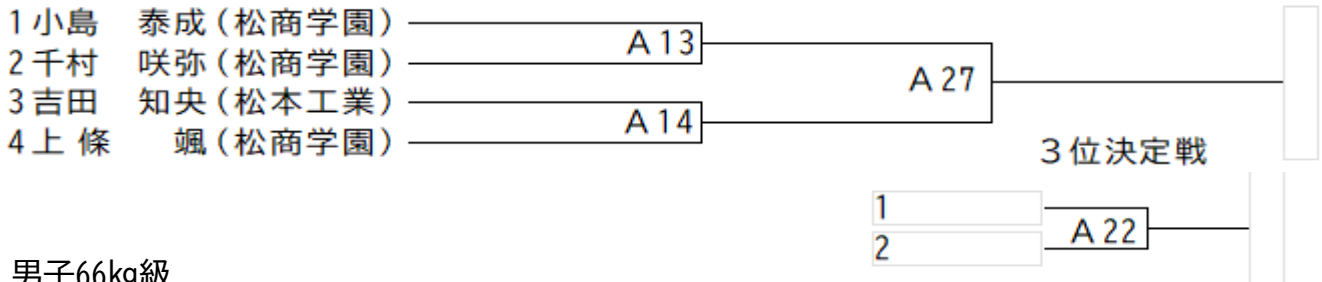 1 小島　泰成(松商学園)
A 13
2 千村　咲弥(松商学園)
A 27
3 吉田　知央(松本工業)
A 14
4 上條　颯(松商学園)
3位決定戦
1
A 22
2
男子66kg級